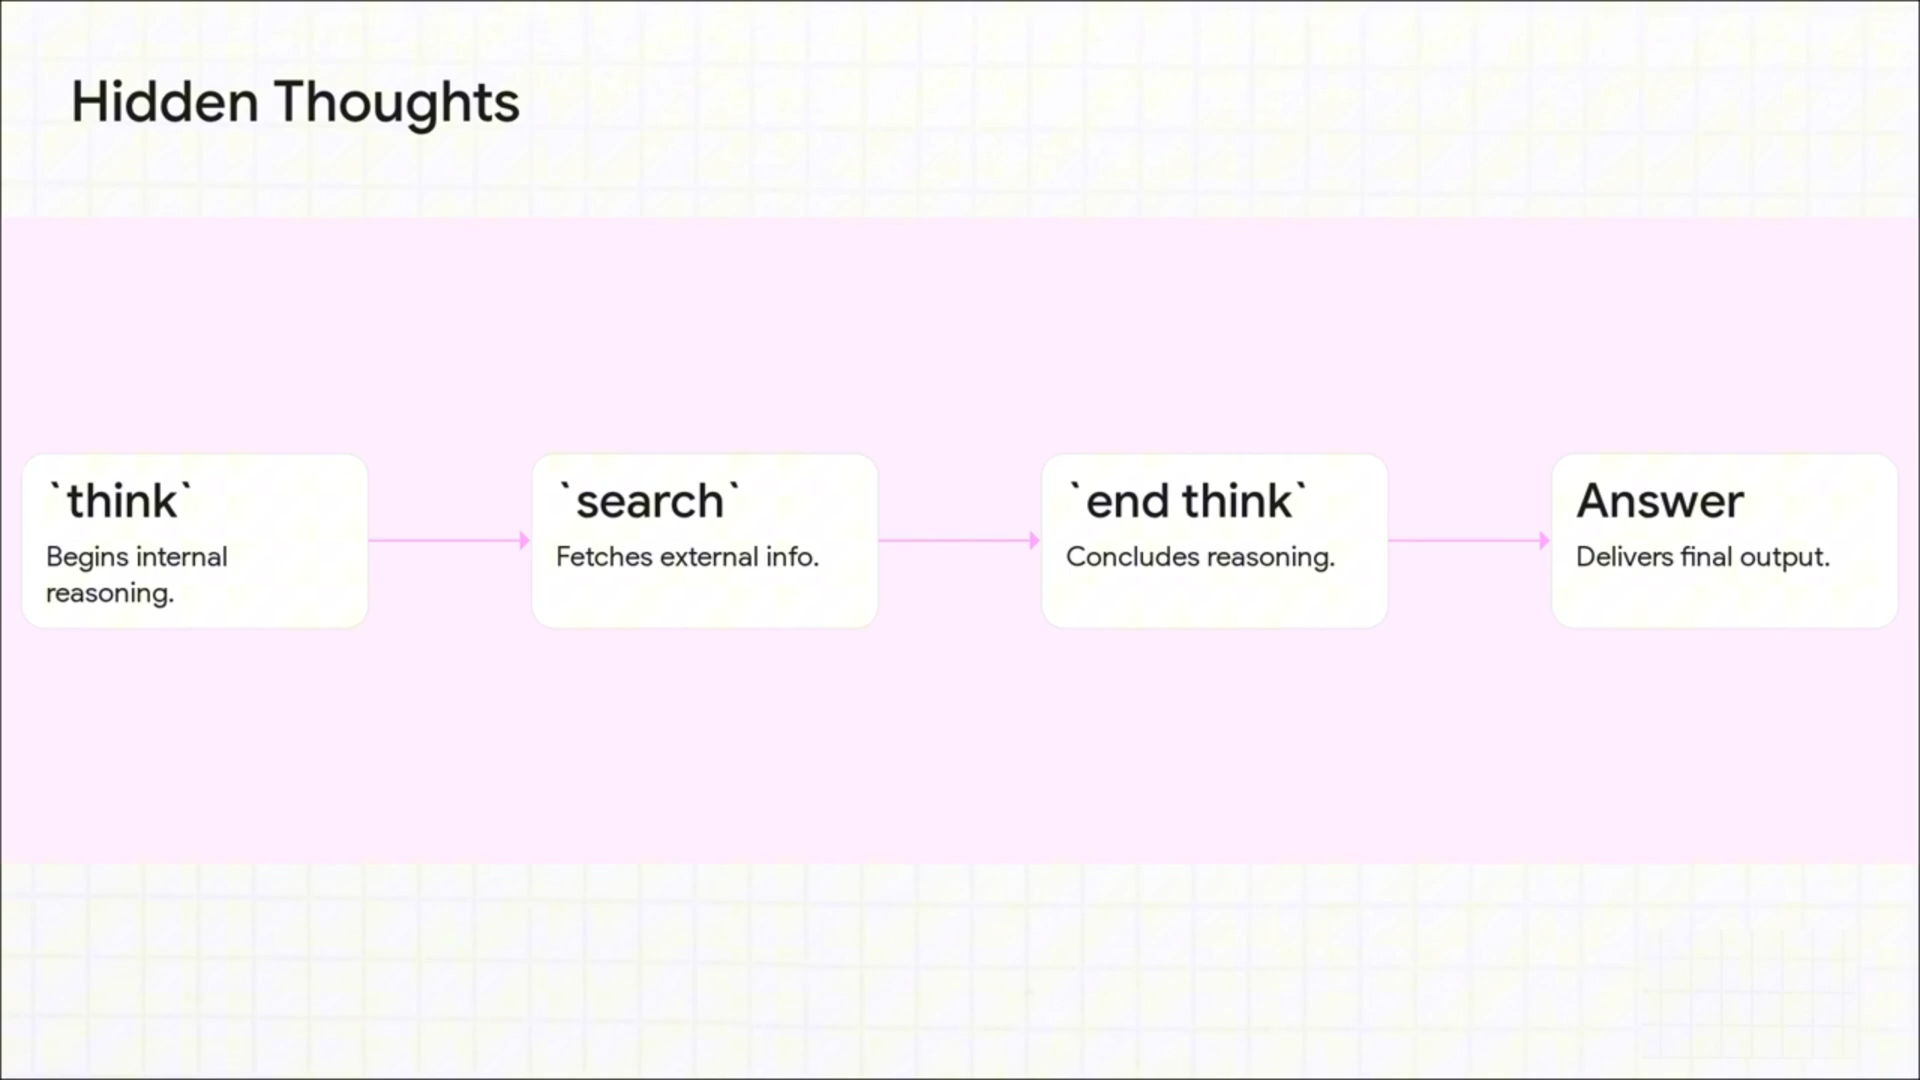 Hidden Thoughts
`think`
Begins internal
reasoning.
`search`
Fetches external info.
`end think`
Concludes reasoning.
Answer
Delivers final output.